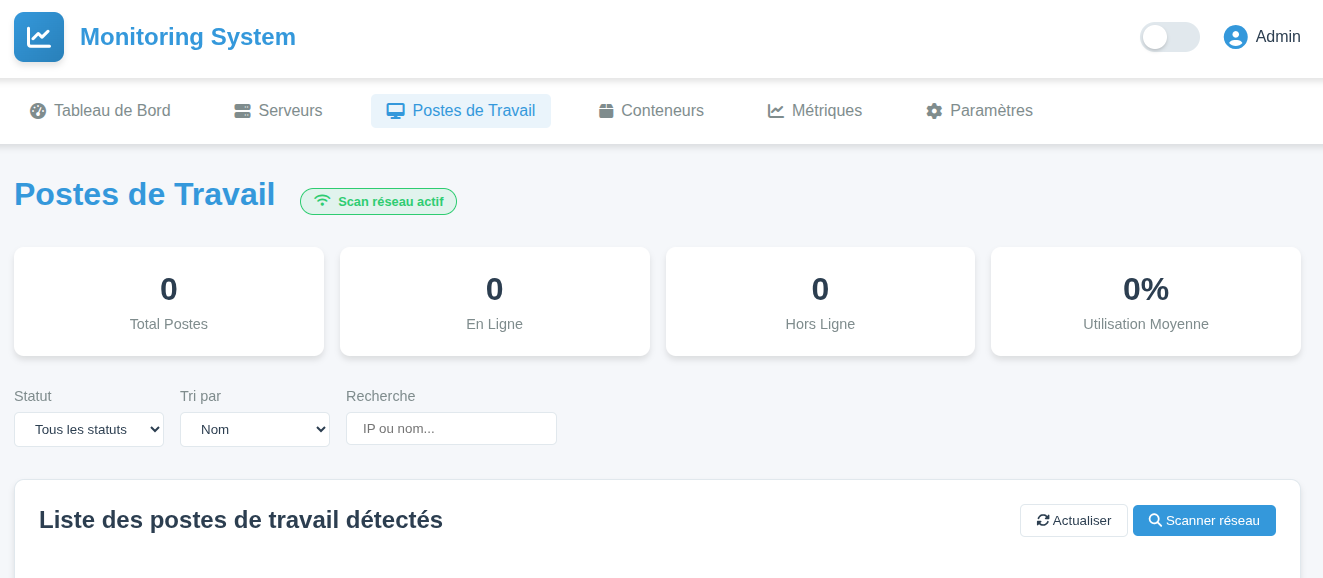 Monitoring System
Admin
Tableau de Bord
Serveurs
Postes de Travail
Conteneurs
Métriques
Paramètres
Postes de Travail
Scan réseau actif
0
Total Postes
0
En Ligne
0
Hors Ligne
0%
Utilisation Moyenne
Statut
Tous les statuts
Tri par
Nom
Recherche
IP ou nom...
Liste des postes de travail détectés
Actualiser
Scanner réseau